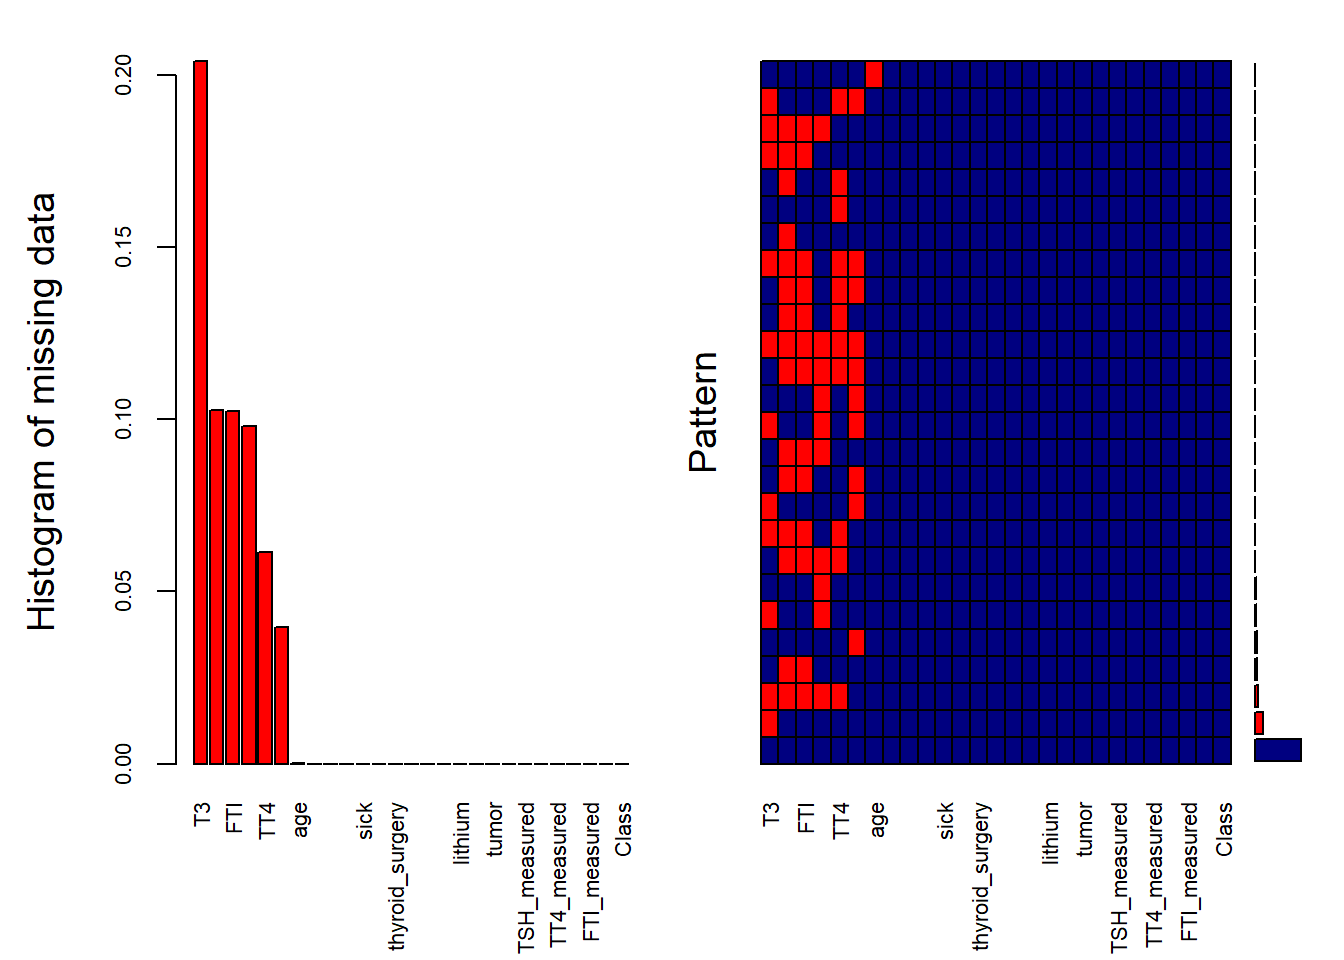 Histogram of missing data
0.20
0.15
0.10
0.05
0.00
T3
FTI
TT4
age
sick
thyroid_surgery
lithium
tumor
TSH_measured
TT4_measured
FTI_measured
Class
Pattern
T3
FTI
TT4
age
sick
thyroid_surgery
lithium
tumor
TSH_measured
TT4_measured
FTI_measured
Class